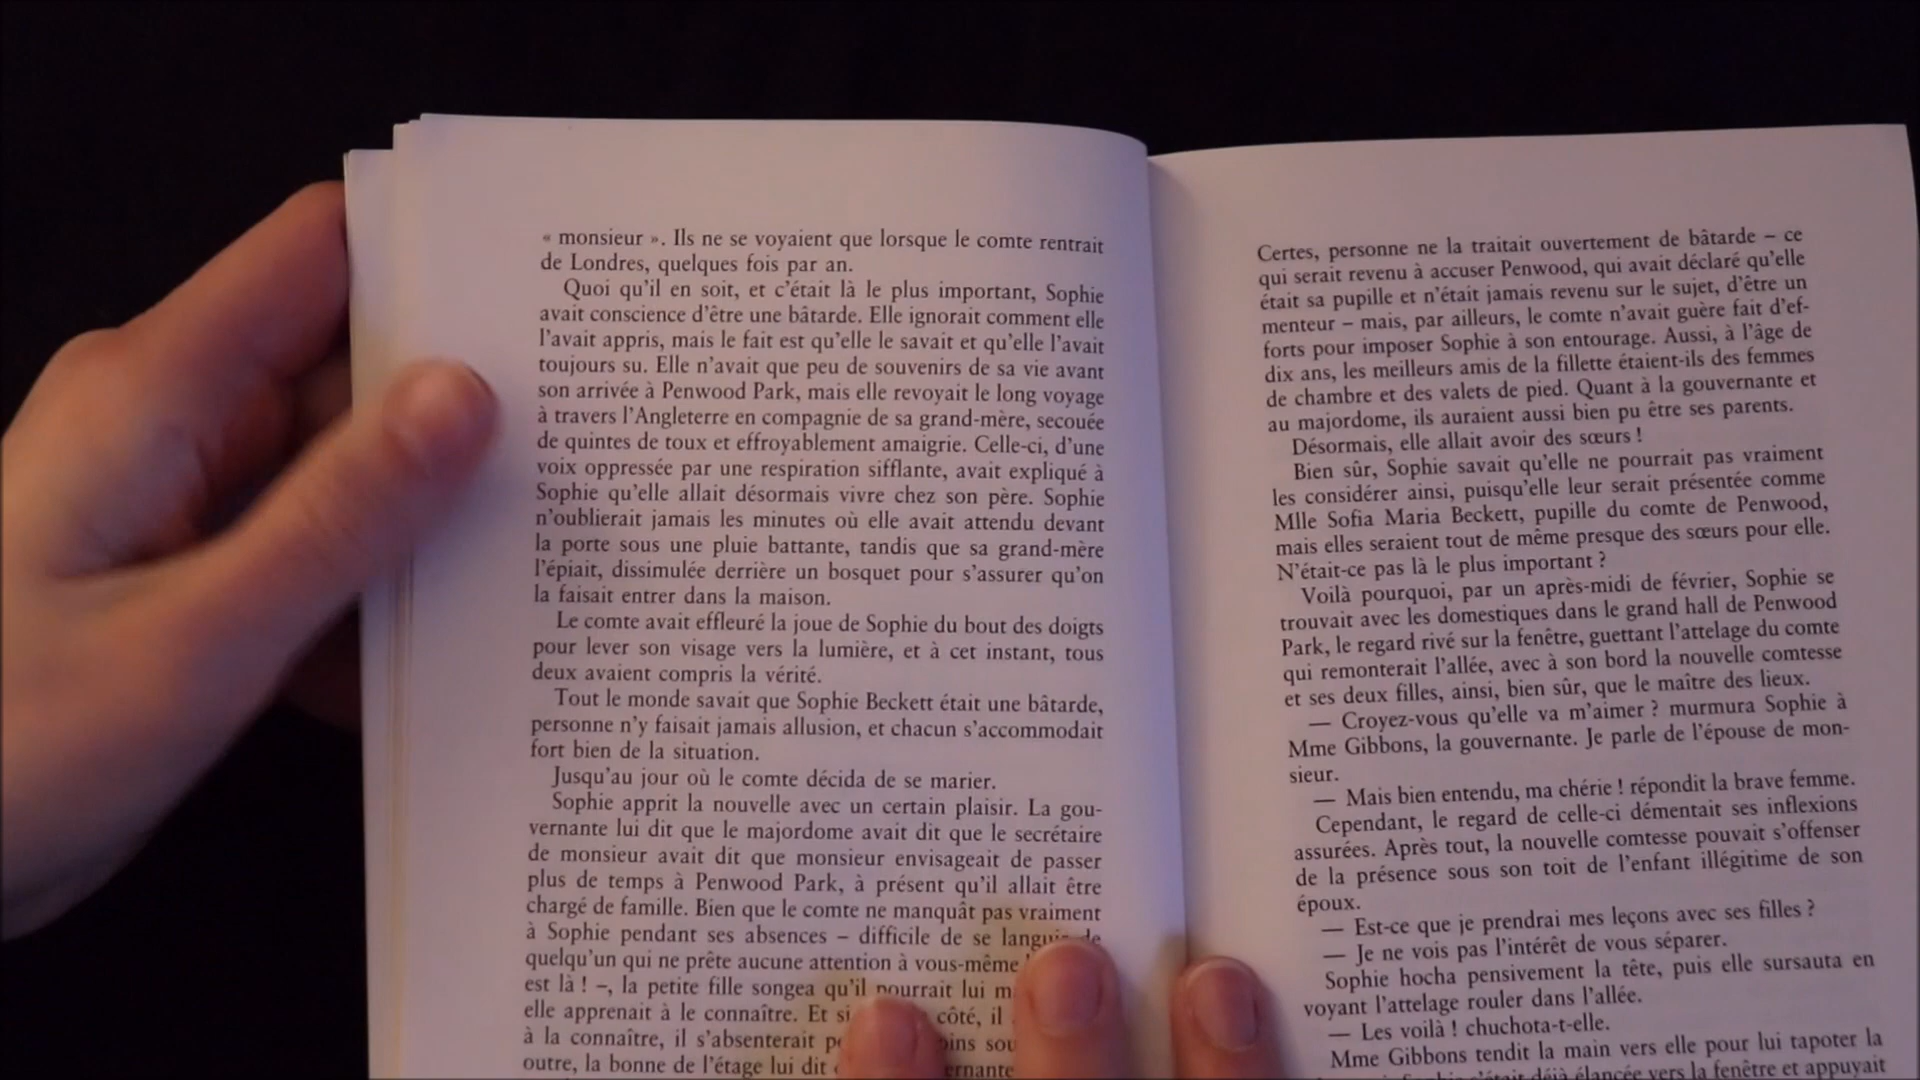 « monsieur ». Ils ne se voyaient que lorsque le comte rentrait
de Londres, quelques fois par an.
Quoi qu'il en soit, et c'était là le plus important, Sophie
avait conscience d'être une bâtarde. Elle ignorait comment elle
l'avait appris, mais le fait est qu'elle le savait et qu'elle l'avait
toujours su. Elle n'avait que peu de souvenirs de sa vie avant
son arrivée à Penwood Park, mais elle revoyait le long voyage
à travers l'Angleterre en compagnie de sa grand-mère, secouée
de quintes de toux et effroyablement amaigrie. Celle-ci, d'une
voix oppressée par une respiration sifflante, avait expliqué à
Sophie qu'elle allait désormais vivre chez son père. Sophie
n'oublierait jamais les minutes où elle avait attendu devant
la porte sous une pluie battante, tandis que sa grand-mère
l'épiait, dissimulée derrière un bosquet pour s'assurer qu'on
la faisait entrer dans la maison.
Le comte avait effleuré la joue de Sophie du bout des doigts
pour lever son visage vers la lumière, et à cet instant, tous
deux avaient compris la vérité.
Tout le monde savait que Sophie Beckett était une bâtarde,
personne n'y faisait jamais allusion, et chacun s'accommodait
fort bien de la situation.
Jusqu'au jour où le comte décida de se marier.
Sophie apprit la nouvelle avec un certain plaisir. La gou-
vernante lui dit que le majordome avait dit que le secrétaire
de monsieur avait dit que monsieur envisageait de passer
plus de temps à Penwood Park, à présent qu'il allait être
chargé de famille. Bien que le comte ne manquât pas vraiment
à Sophie pendant ses absences – difficile de se languir de
quelqu'un qui ne prête aucune attention à vous-même
est là ! –, la petite fille songea qu'il pourrait lui
elle apprenait à le connaître. Et si côté, il
à la connaître, il s'absenterait
outre, la bonne de l'étage lui dit
Certes, personne ne la traitait ouvertement de bâtarde – ce
qui serait revenu à accuser Penwood, qui avait déclaré qu'elle
était sa pupille et n'était jamais revenu sur le sujet, d'être un
menteur – mais, par ailleurs, le comte n'avait guère fait d'ef-
forts pour imposer Sophie à son entourage. Aussi, à l'âge de
dix ans, les meilleurs amis de la fillette étaient-ils des femmes
de chambre et des valets de pied. Quant à la gouvernante et
au majordome, ils auraient aussi bien pu être ses parents.
Désormais, elle allait avoir des sœurs !
Bien sûr, Sophie savait qu'elle ne pourrait pas vraiment
les considérer ainsi, puisqu'elle leur serait présentée comme
Mlle Sofia Maria Beckett, pupille du comte de Penwood,
mais elles seraient tout de même presque des sœurs pour elle.
N'était-ce pas là le plus important ?
Voilà pourquoi, par un après-midi de février, Sophie se
trouvait avec les domestiques dans le grand hall de Penwood
Park, le regard rivé sur la fenêtre, guettant l'attelage du comte
qui remonterait l'allée, avec à son bord la nouvelle comtesse
et ses deux filles, ainsi, bien sûr, que le maître des lieux.
— Croyez-vous qu'elle va m'aimer ? murmura Sophie à
Mme Gibbons, la gouvernante. Je parle de l'épouse de mon-
sieur.
— Mais bien entendu, ma chérie ! répondit la brave femme.
Cependant, le regard de celle-ci démentait ses inflexions
assurées. Après tout, la nouvelle comtesse pouvait s'offenser
de la présence sous son toit de l'enfant illégitime de son
époux.
— Est-ce que je prendrai mes leçons avec ses filles ?
— Je ne vois pas l'intérêt de vous séparer.
Sophie hocha pensivement la tête, puis elle sursauta en
voyant l'attelage rouler dans l'allée.
— Les voilà ! chuchota-t-elle.
Mme Gibbons tendit la main vers elle pour lui tapoter la
s'était déjà élancée vers la fenêtre et appuyait